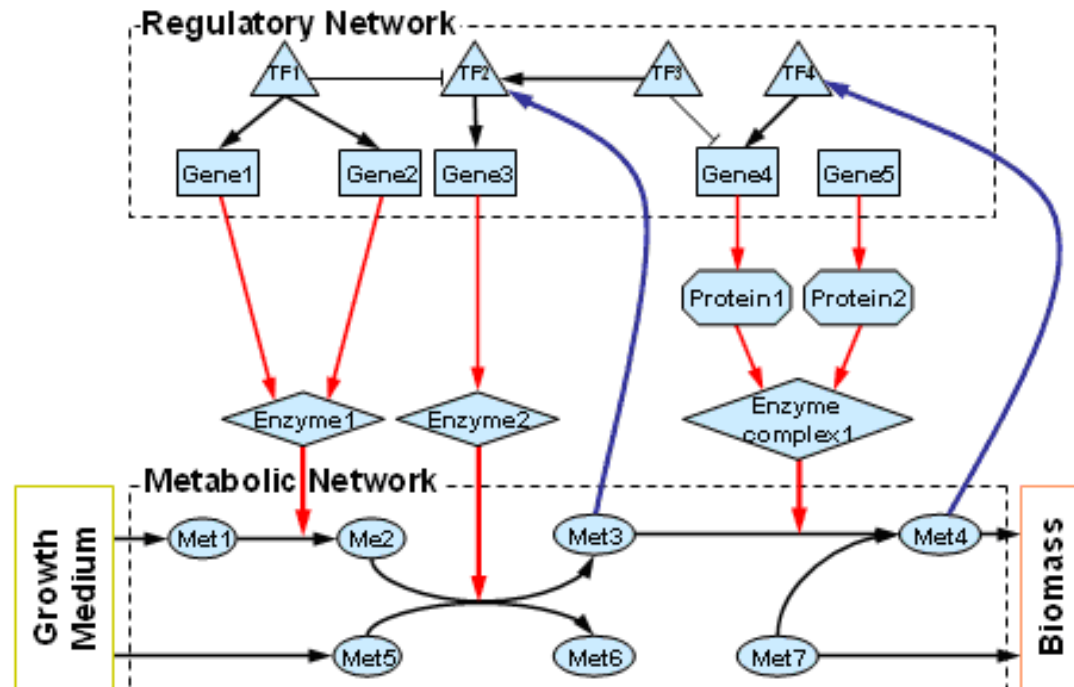 Regulatory Network
TF1
TF2
TF3
TF4
Gene1
Gene2
Gene3
Gene4
Gene5
Protein1
Protein2
Enzyme1
Enzyme2
Enzyme
complex1
Metabolic Network
Growth
Medium
Met1
Me2
Met3
Met4
Met5
Met6
Met7
Biomass